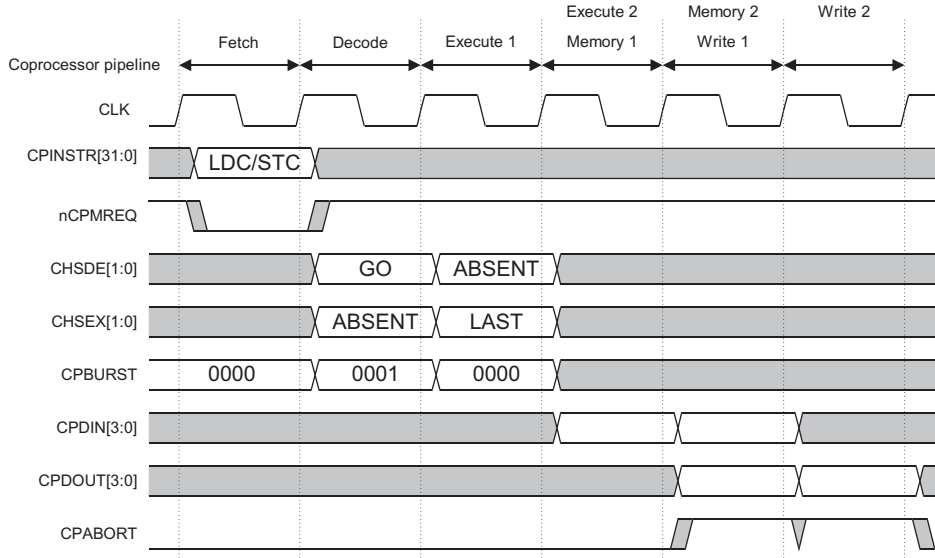 Execute 2 Memory 2 Write 2
Fetch Decode Execute 1 Memory 1 Write 1
Coprocessor pipeline
CLK
CPINSTR[31:0] LDC/STC
nCPMREQ
CHSDE[1:0] GO ABSENT
CHSEX[1:0] ABSENT LAST
CPBURST 0000 0001 0000
CPDIN[3:0]
CPDOUT[3:0]
CPABORT